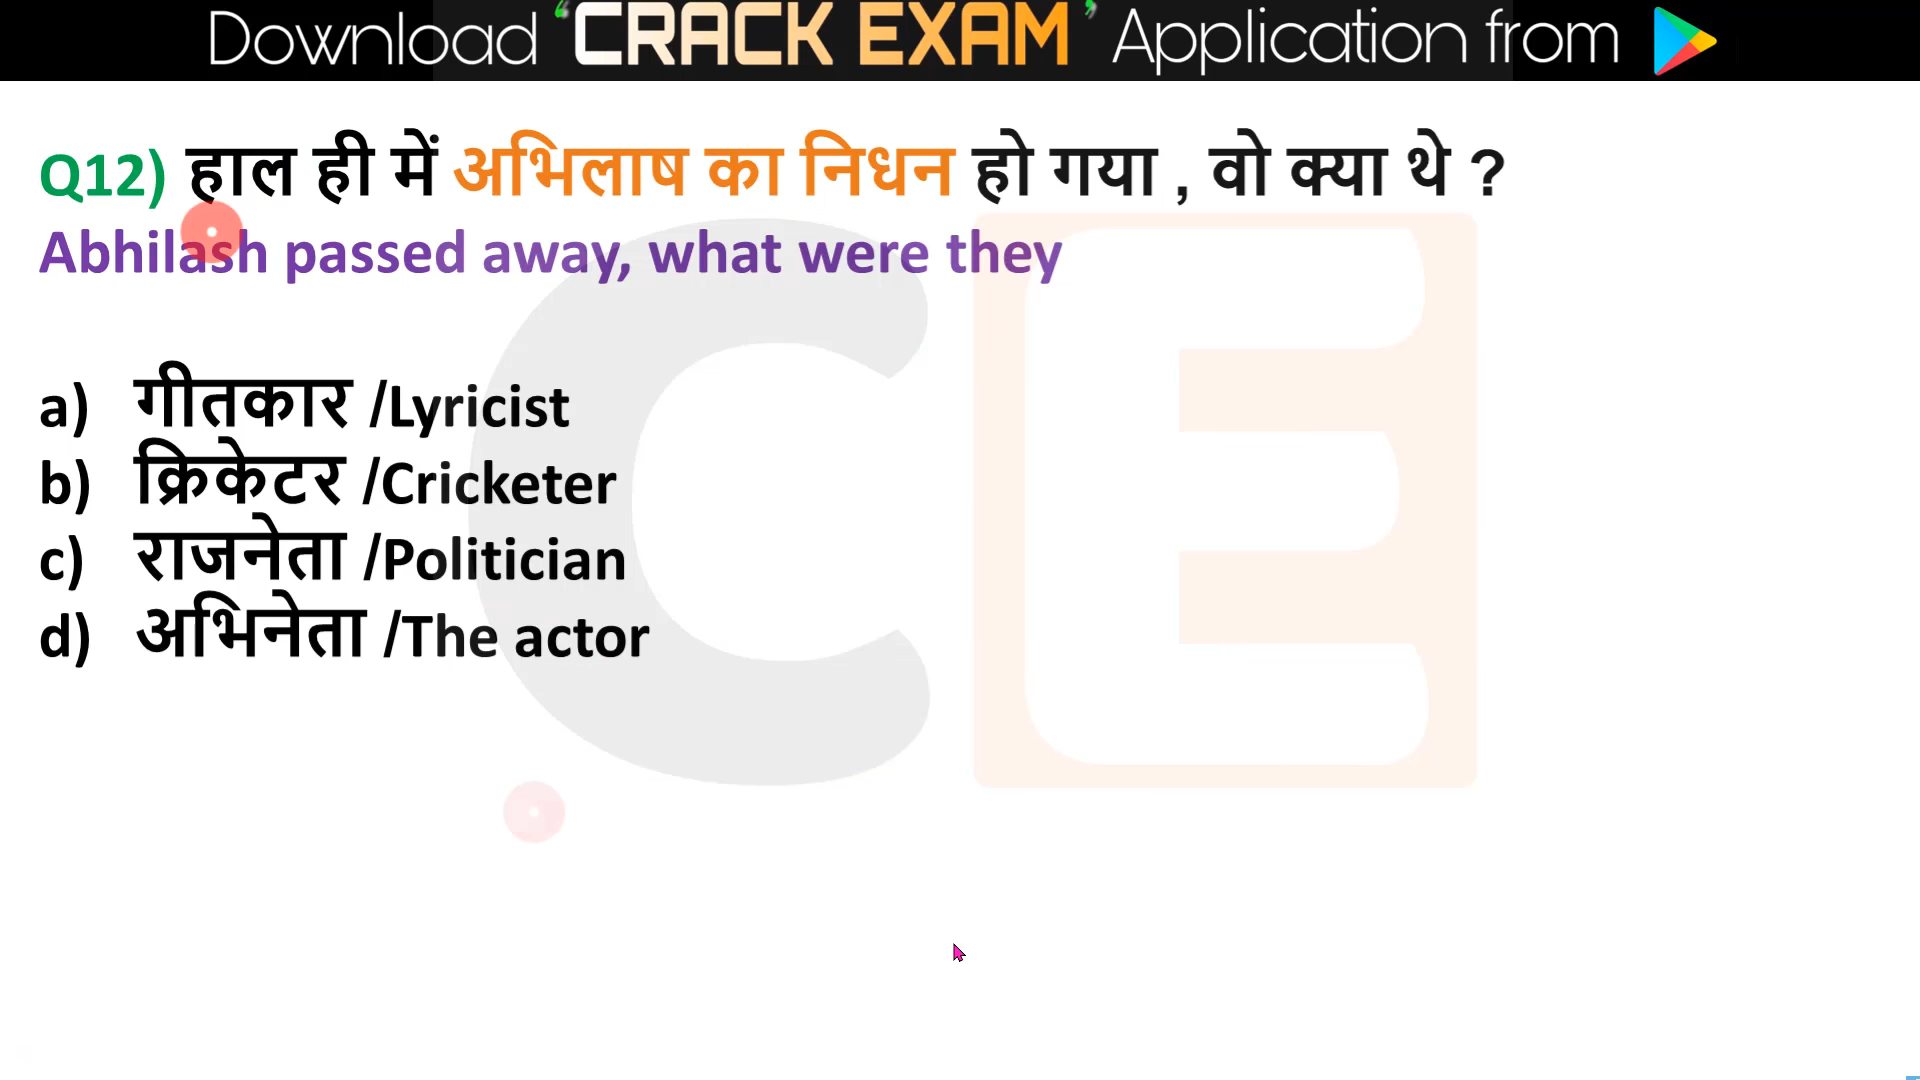 Download ‘CRACK EXAM’ Application from
Q12) हाल ही में अभिलाष का निधन हो गया , वो क्या थे ?
Abhilash passed away, what were they
a) गीतकार /Lyricist
b) क्रिकेटर /Cricketer
c) राजनेता /Politician
d) अभिनेता /The actor
CE